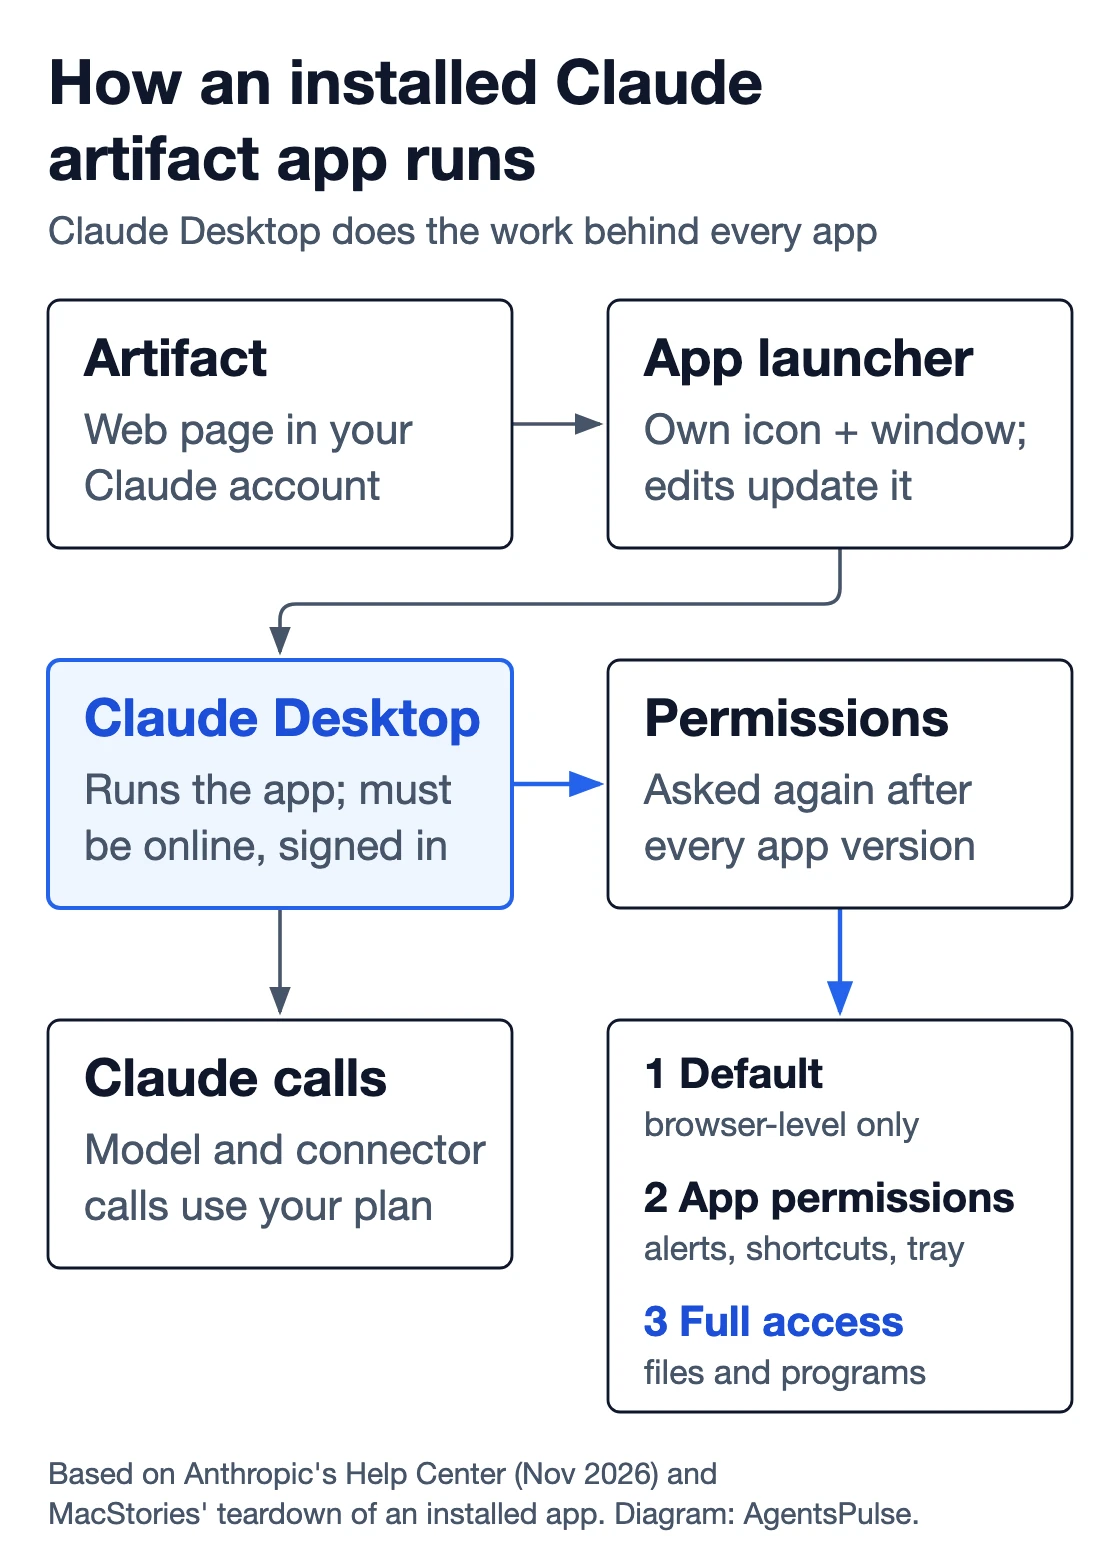 How an installed Claude
artifact app runs
Claude Desktop does the work behind every app
Artifact
Web page in your
Claude account
App launcher
Own icon + window;
edits update it
Claude Desktop
Runs the app; must
be online, signed in
Permissions
Asked again after
every app version
Claude calls
Model and connector
calls use your plan
1 Default
browser-level only
2 App permissions
alerts, shortcuts, tray
3 Full access
files and programs
Based on Anthropic's Help Center (Nov 2026) and
MacStories' teardown of an installed app. Diagram: AgentsPulse.